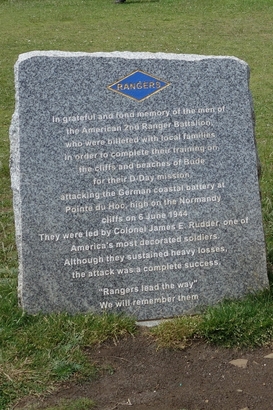 RANGERS
In grateful and fond memory of the men of
the American 2nd Ranger Battalion,
who were billeted with local families
in order to complete their training on
the cliffs and beaches of Bude
for their D-Day mission,
attacking the German coastal battery at
Pointe du Hoc, high on the Normandy
cliffs on 6 June 1944
They were led by Colonel James E. Rudder, one of
America's most decorated soldiers.
Although they sustained heavy losses,
the attack was a complete success.
"Rangers lead the way"
We will remember them